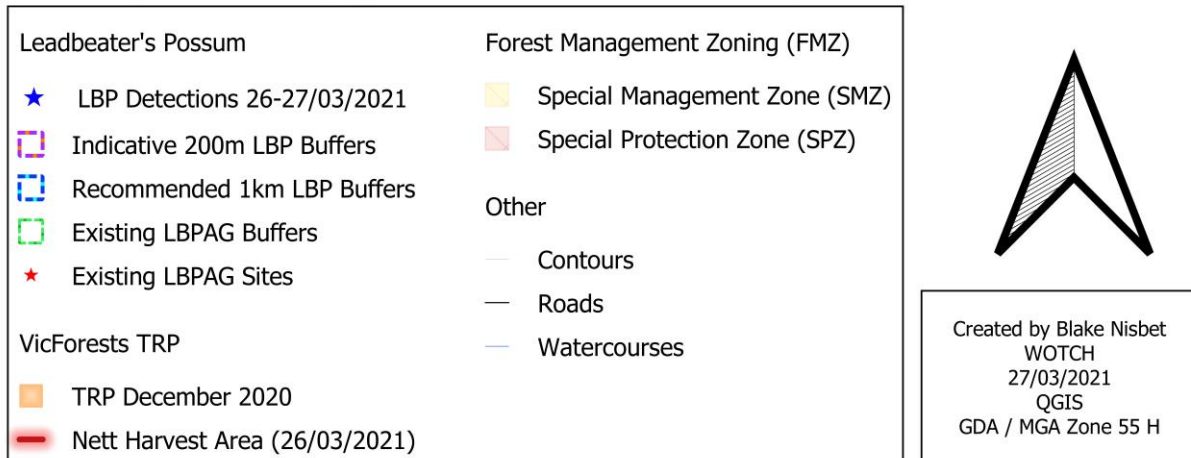 Leadbeater's Possum
LBP Detections 26-27/03/2021
Indicative 200m LBP Buffers
Recommended 1km LBP Buffers
Existing LBPAG Buffers
Existing LBPAG Sites
VicForests TRP
TRP December 2020
Nett Harvest Area (26/03/2021)
Forest Management Zoning (FMZ)
Special Management Zone (SMZ)
Special Protection Zone (SPZ)
Other
Contours
Roads
Watercourses
Created by Blake Nisbet
WOTCH
27/03/2021
QGIS
GDA / MGA Zone 55 H